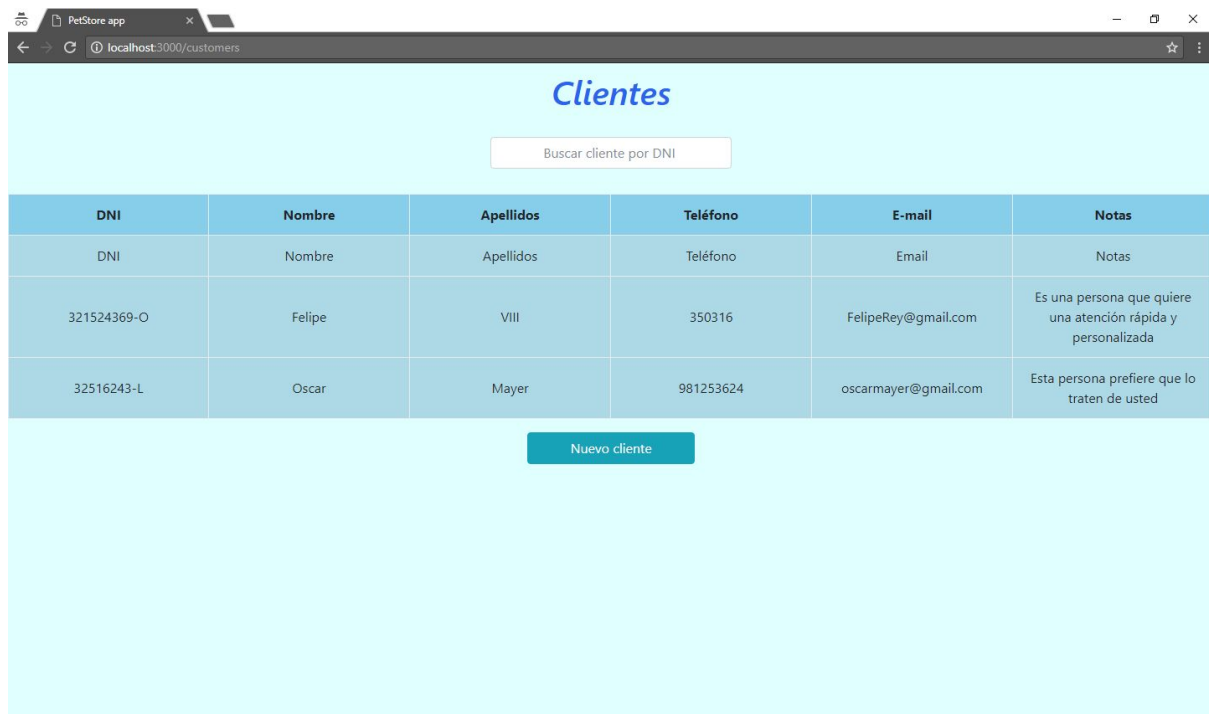 PetStore app
localhost:3000/customers
Clientes
Buscar cliente por DNI
DNI Nombre Apellidos Teléfono E-mail Notas
DNI Nombre Apellidos Teléfono Email Notas
321524369-O Felipe VIII 350316 FelipeRey@gmail.com Es una persona que quiere
una atención rápida y
personalizada
32516243-L Oscar Mayer 981253624 oscarmayer@gmail.com Esta persona prefiere que lo
traten de usted
Nuevo cliente